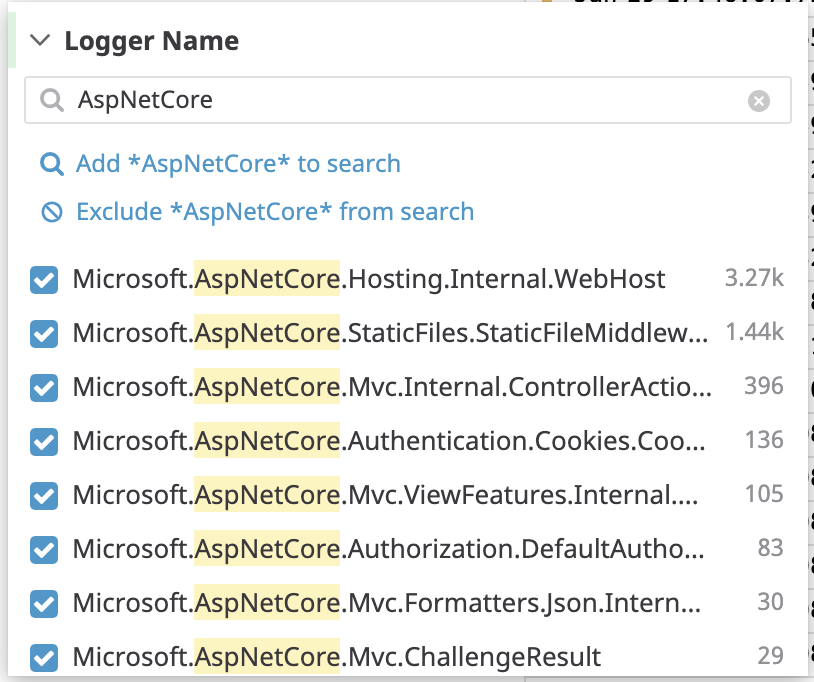 Logger Name
AspNetCore
Add *AspNetCore* to search
Exclude *AspNetCore* from search
Microsoft.AspNetCore.Hosting.Internal.WebHost 3.27k
Microsoft.AspNetCore.StaticFiles.StaticFileMiddlew... 1.44k
Microsoft.AspNetCore.Mvc.Internal.ControllerActio... 396
Microsoft.AspNetCore.Authentication.Cookies.Coo... 136
Microsoft.AspNetCore.Mvc.ViewFeatures.Internal.... 105
Microsoft.AspNetCore.Authorization.DefaultAutho... 83
Microsoft.AspNetCore.Mvc.Formatters.Json.Intern... 30
Microsoft.AspNetCore.Mvc.ChallengeResult 29